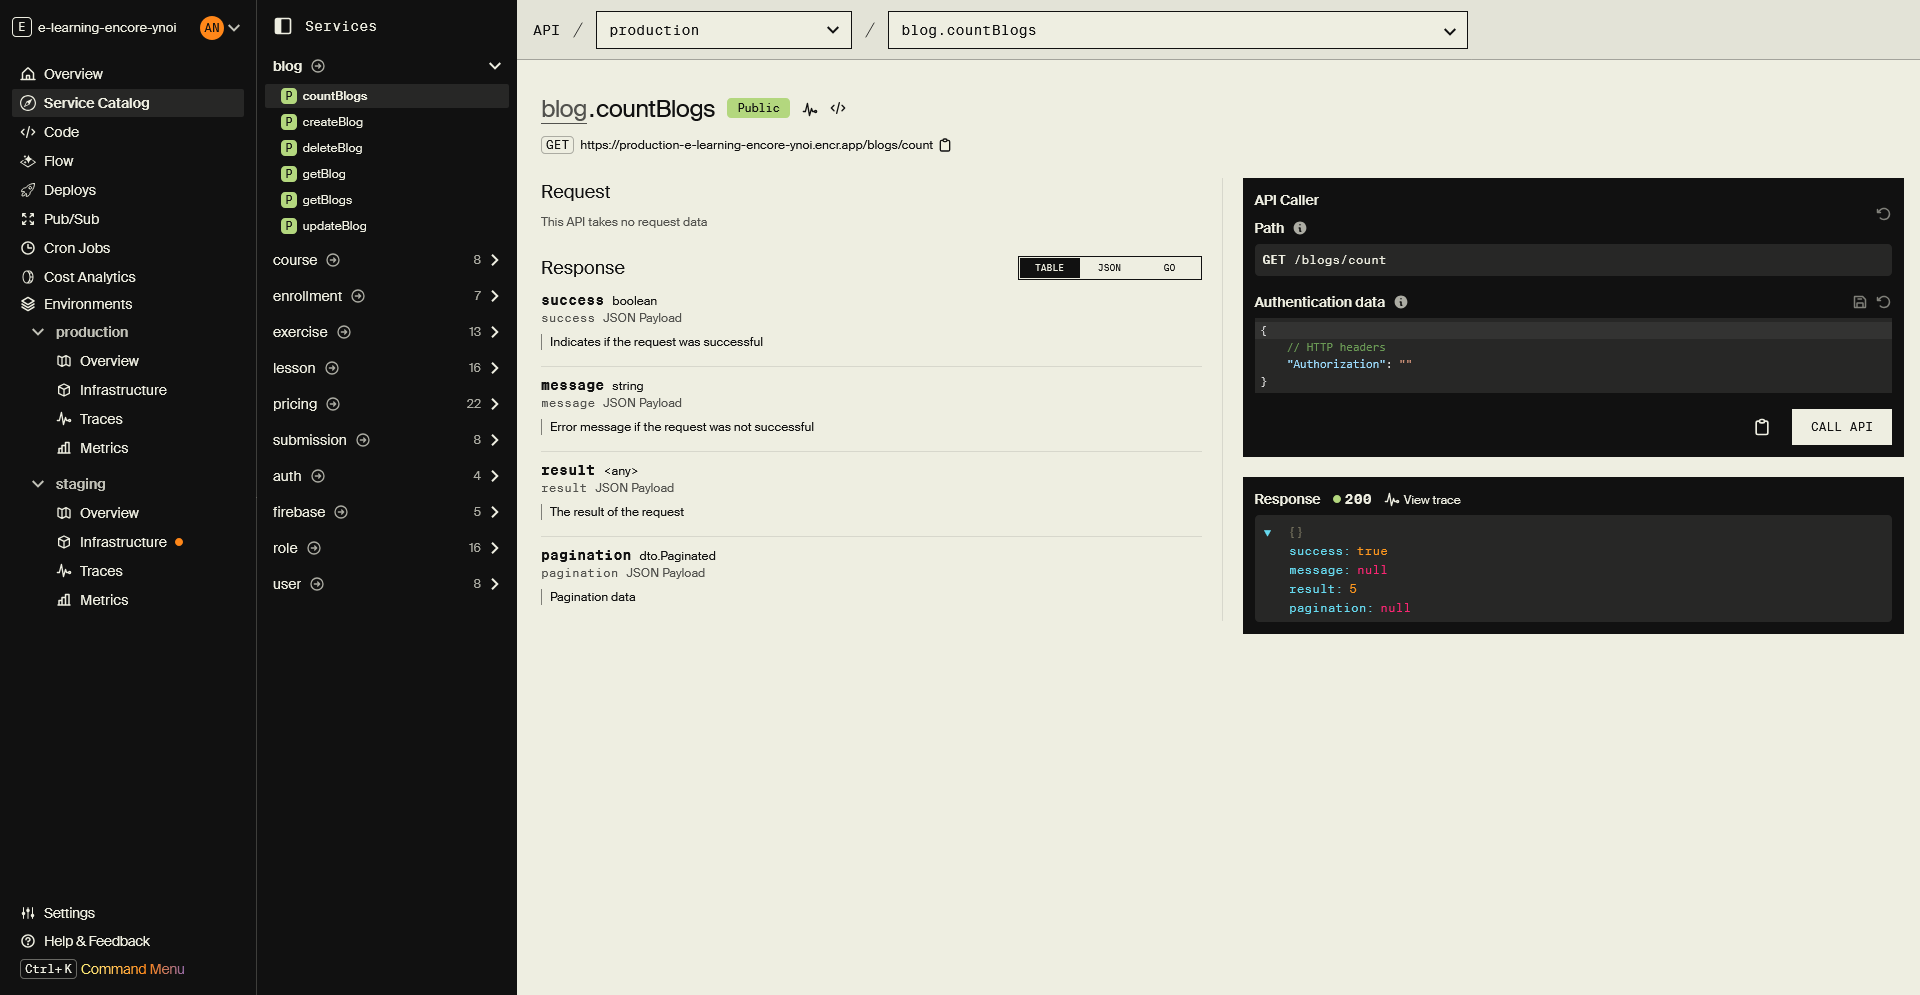 E e-learning-encore-ynoi AN
Overview
Service Catalog
Code
Flow
Deploys
Pub/Sub
Cron Jobs
Cost Analytics
Environments
production
Overview
Infrastructure
Traces
Metrics
staging
Overview
Infrastructure
Traces
Metrics
Settings
Help & Feedback
Ctrl+K Command Menu
Services
blog
P countBlogs
P createBlog
P deleteBlog
P getBlog
P getBlogs
P updateBlog
course 8
enrollment 7
exercise 13
lesson 16
pricing 22
submission 8
auth 4
firebase 5
role 16
user 8
API / production / blog.countBlogs
blog.countBlogs Public
GET https://production-e-learning-encore-ynoi.encr.app/blogs/count
Request
This API takes no request data
Response TABLE JSON GO
success boolean
success JSON Payload
Indicates if the request was successful
message string
message JSON Payload
Error message if the request was not successful
result <any>
result JSON Payload
The result of the request
pagination dto.Paginated
pagination JSON Payload
Pagination data
API Caller
Path
GET /blogs/count
Authentication data
{
// HTTP headers
"Authorization": ""
}
CALL API
Response 200 View trace
[]
success: true
message: null
result: 5
pagination: null